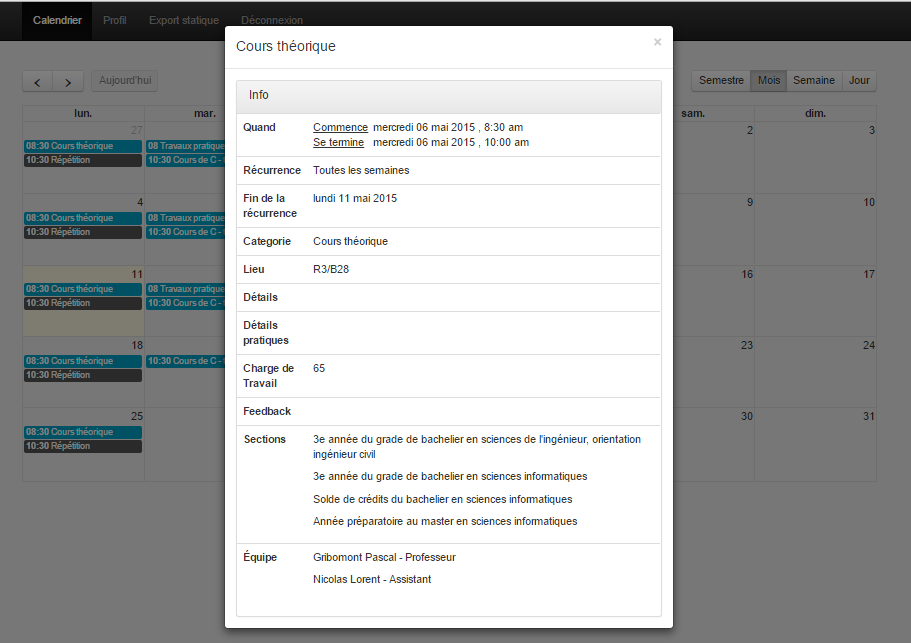 Calendrier Profil Export statique Déconnexion
Cours théorique ×
Aujourd'hui
Semestre Mois Semaine Jour
lun. mar. sam. dim.
27 2 3
08:30 Cours théorique 08 Travaux pratique
10:30 Répétition 10:30 Cours de C -
4 9 10
08:30 Cours théorique 08 Travaux pratique
10:30 Répétition 10:30 Cours de C -
11 16 17
08:30 Cours théorique 08 Travaux pratique
10:30 Répétition 10:30 Cours de C -
18 23 24
08:30 Cours théorique 10:30 Cours de C -
10:30 Répétition
25 30 31
08:30 Cours théorique
10:30 Répétition
Info
Quand Commence mercredi 06 mai 2015 , 8:30 am
Se termine mercredi 06 mai 2015 , 10:00 am
Récurrence Toutes les semaines
Fin de la lundi 11 mai 2015
récurrence
Categorie Cours théorique
Lieu R3/B28
Détails
Détails
pratiques
Charge de 65
Travail
Feedback
Sections 3e année du grade de bachelier en sciences de l'ingénieur, orientation
ingénieur civil
3e année du grade de bachelier en sciences informatiques
Solde de crédits du bachelier en sciences informatiques
Année préparatoire au master en sciences informatiques
Équipe Gribomont Pascal - Professeur
Nicolas Lorent - Assistant